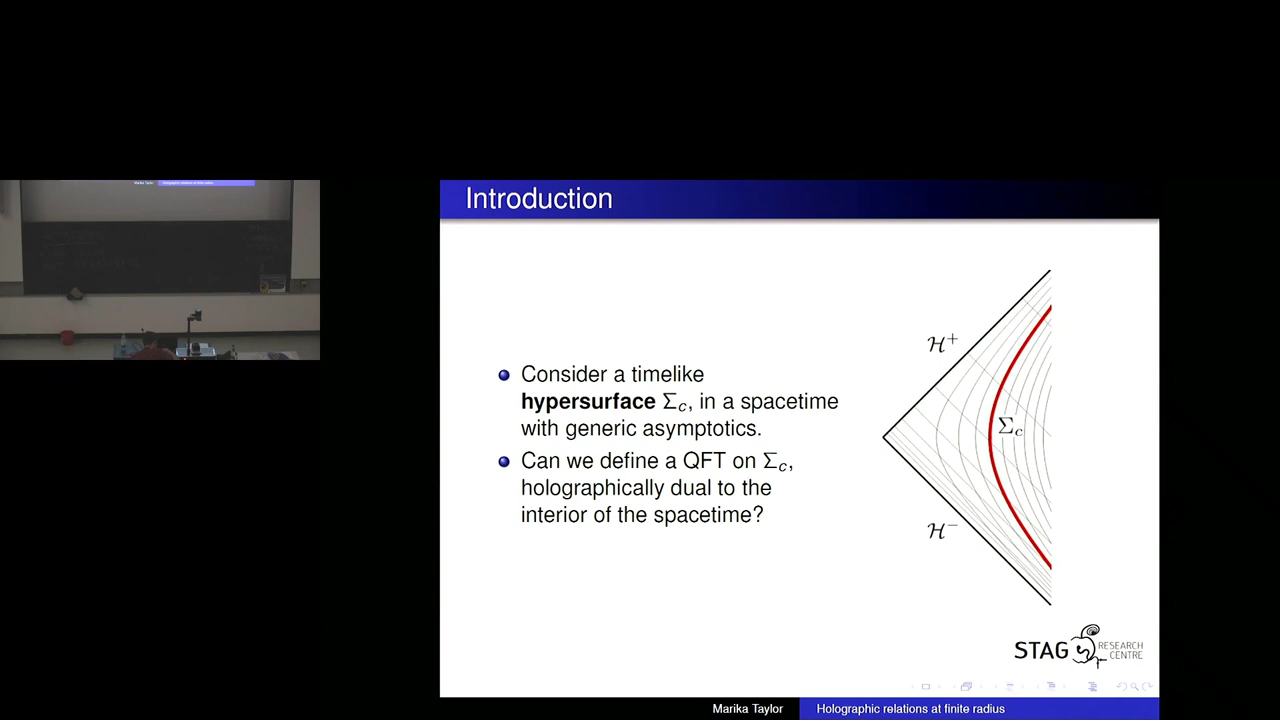 Introduction
Consider a timelike
hypersurface Σc, in a spacetime
with generic asymptotics.
Can we define a QFT on Σc,
holographically dual to the
interior of the spacetime?
H+
Σc
H−
STAG RESEARCH
CENTRE
Marika Taylor
Holographic relations at finite radius